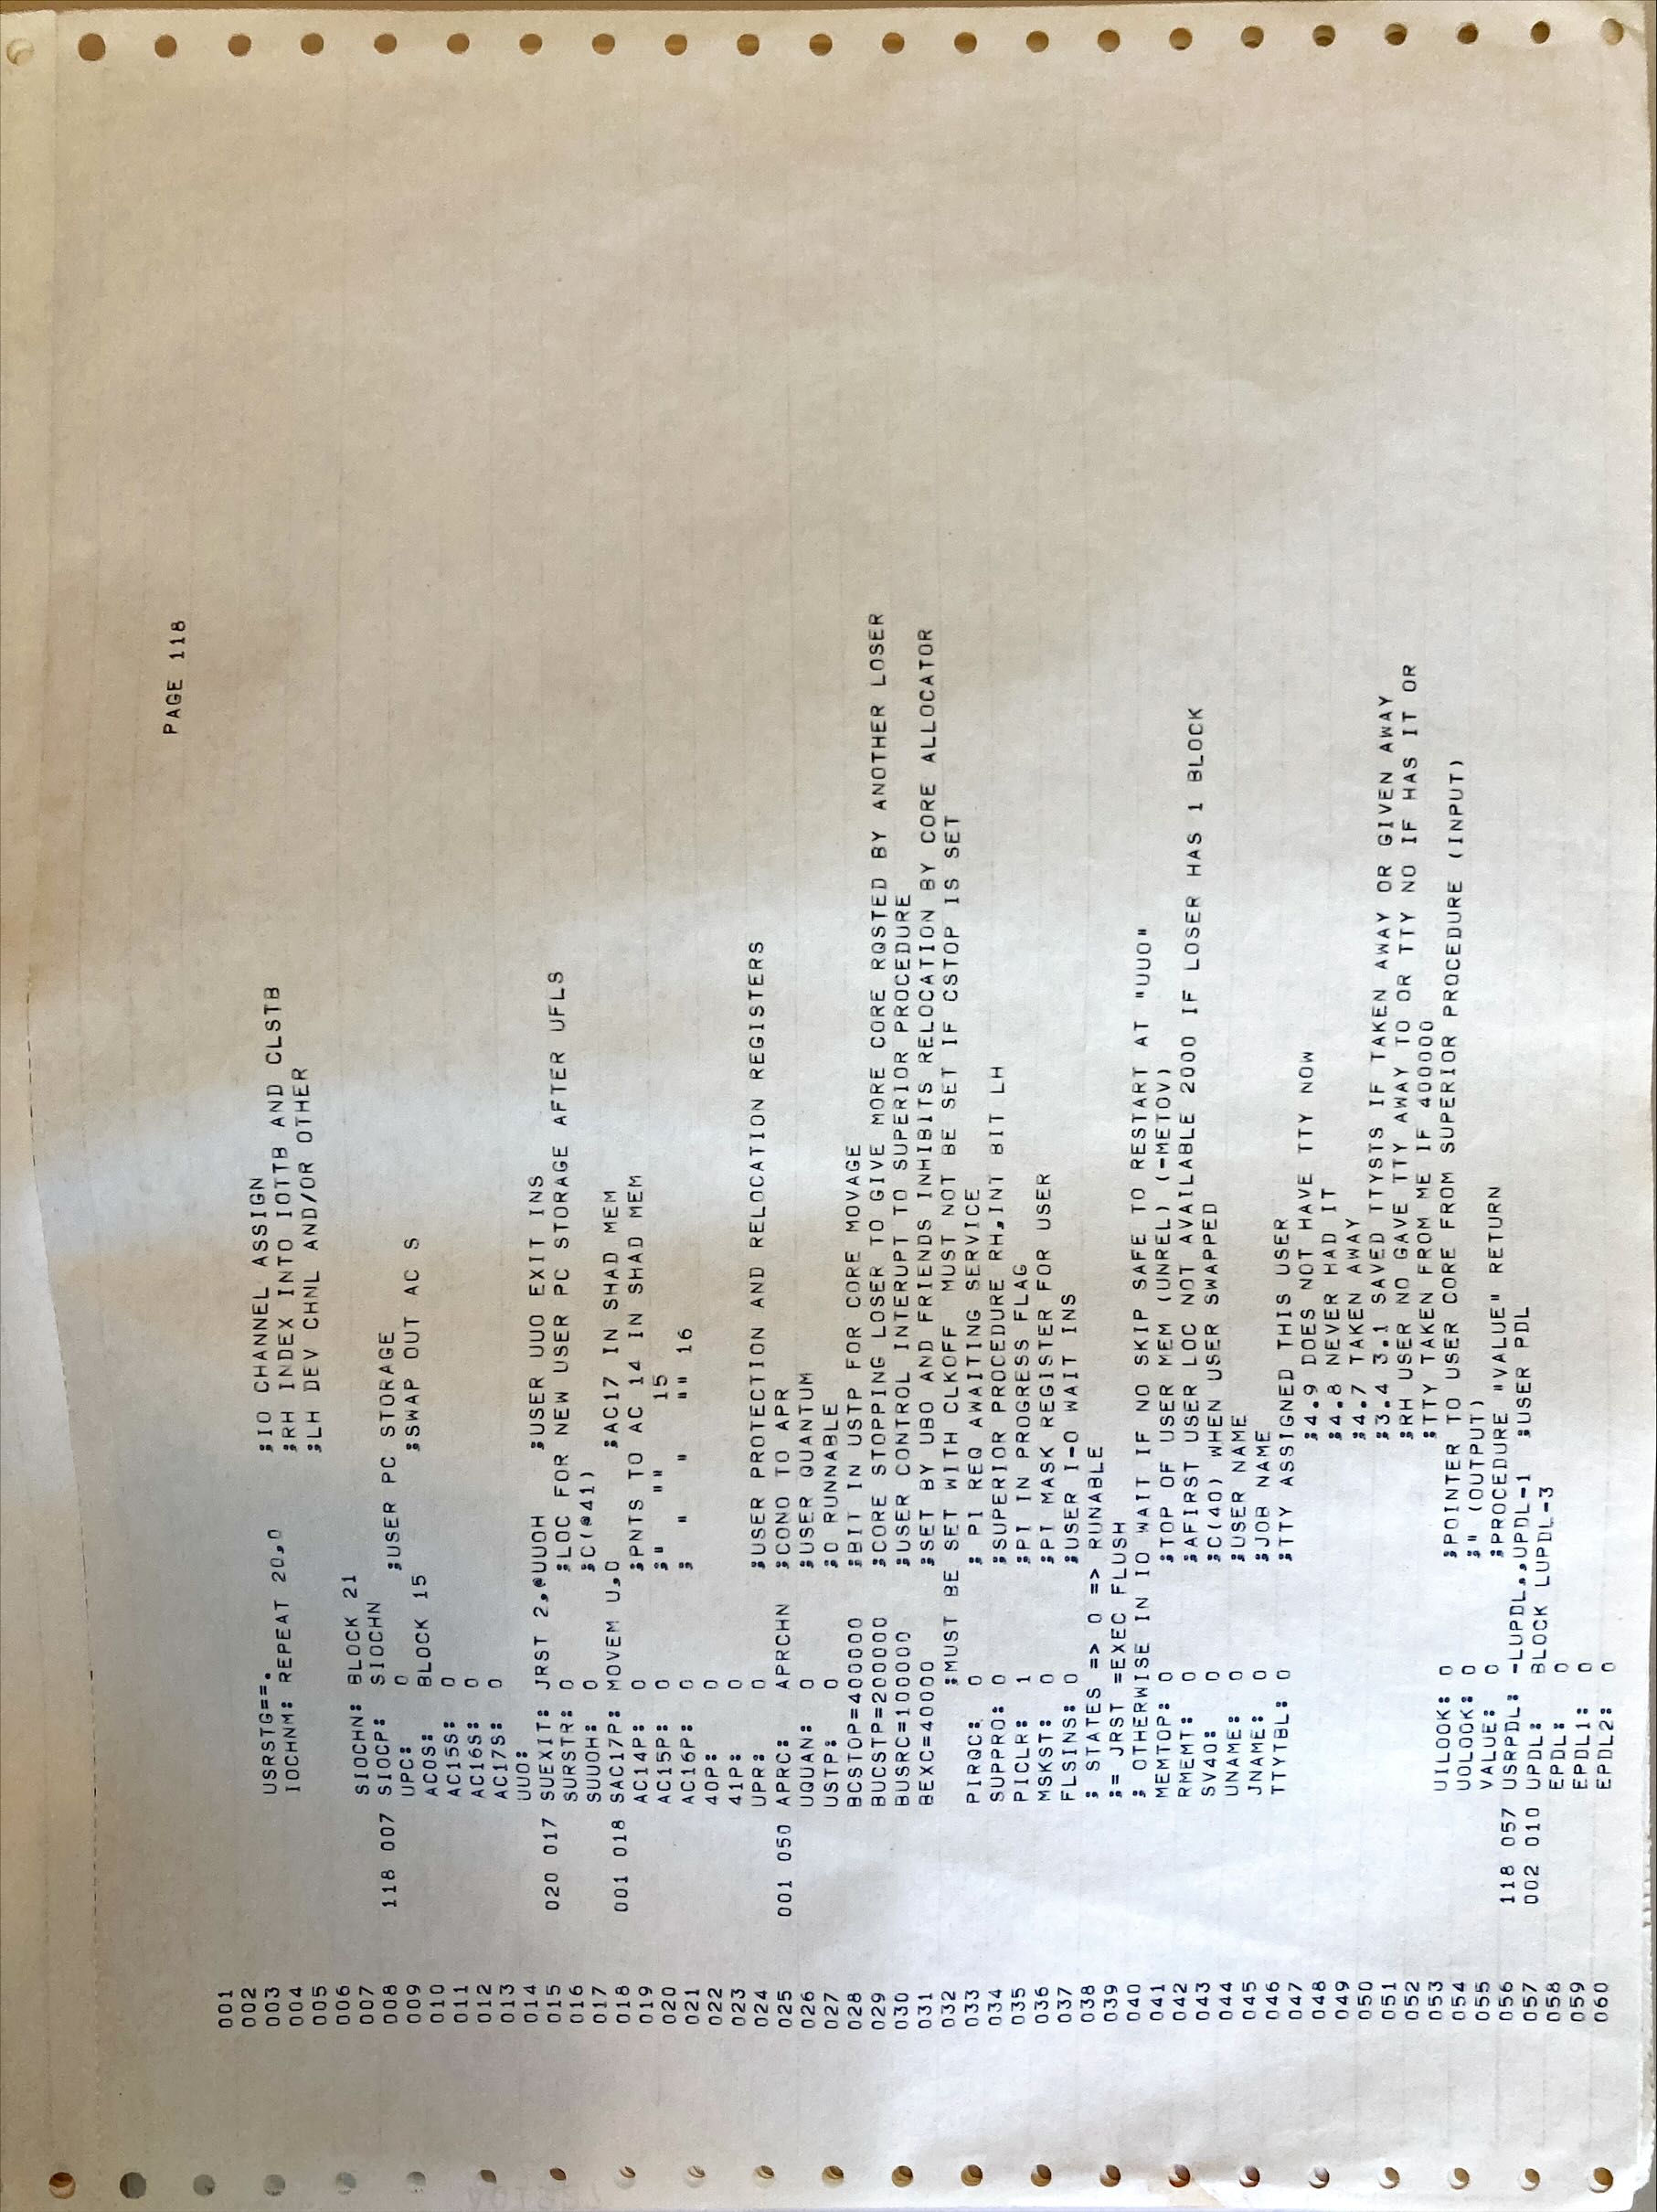 PAGE 118
001
002
003 USRSTG==.
004 IOCHNM: REPEAT 20,0 ;IO CHANNEL ASSIGN
005 ;RH INDEX INTO IOTTB AND CLSTB
006 ;LH DEV CHNL AND/OR OTHER
007 SIOCHN: BLOCK 21
008 118 007 SIOCP: SIOCHN
009 UPC: 0 ;USER PC STORAGE
010 AC0S: BLOCK 15 ;SWAP OUT AC S
011 AC15S: 0
012 AC16S: 0
013 AC17S: 0
014 UUO:
015 020 017 SUEXIT: JRST 2,@UUOH ;USER UUO EXIT INS
016 SURSTR: 0 ;LOC FOR NEW USER PC STORAGE AFTER UFLS
017 SUUOH: 0 ;C(@41)
018 001 018 SAC17P: MOVEM U,0 ;AC17 IN SHAD MEM
019 AC14P: 0 ;PNTS TO AC 14 IN SHAD MEM
020 AC15P: 0 ;" "" 15
021 AC16P: 0 ; " " "" 16
022 40P: 0
023 41P: 0
024 UPR: 0 ;USER PROTECTION AND RELOCATION REGISTERS
025 001 050 APRC: APRCHN ;CONO TO APR
026 UQUAN: 0 ;USER QUANTUM
027 USTP: 0 ;0 RUNNABLE
028 BCSTOP=400000 ;BIT IN USTP FOR CORE MOVAGE
029 BUCSTP=200000 ;CORE STOPPING LOSER TO GIVE MORE CORE RQSTED BY ANOTHER LOSER
030 BUSRC=100000 ;USER CONTROL INTERUPT TO SUPERIOR PROCEDURE
031 BEXC=40000 ;SET BY UBO AND FRIENDS INHIBITS RELOCATION BY CORE ALLOCATOR
032 ;MUST BE SET WITH CLKOFF MUST NOT BE SET IF CSTOP IS SET
033 PIRQC: 0 ; PI REQ AWAITING SERVICE
034 SUPPRO: 0 ;SUPERIOR PROCEDURE RH,INT BIT LH
035 PICLR: 1 ;PI IN PROGRESS FLAG
036 MSKST: 0 ;PI MASK REGISTER FOR USER
037 FLSINS: 0 ;USER I-O WAIT INS
038 ; STATES => 0 => RUNABLE
039 ;= JRST =EXEC FLUSH
040 ; OTHERWISE IN IO WAIT IF NO SKIP SAFE TO RESTART AT "UUO"
041 MEMTOP: 0 ;TOP OF USER MEM (UNREL) (-METOV)
042 RMEMT: 0 ;AFIRST USER LOC NOT AVAILABLE 2000 IF LOSER HAS 1 BLOCK
043 SV40: 0 ;C(40) WHEN USER SWAPPED
044 UNAME: 0 ;USER NAME
045 JNAME: 0 ;JOB NAME
046 TTYTBL: 0 ;TTY ASSIGNED THIS USER
047 ;4.9 DOES NOT HAVE TTY NOW
048 ;4.8 NEVER HAD IT
049 ;4.7 TAKEN AWAY
050 ;3.4 3.1 SAVED TTYSTS IF TAKEN AWAY OR GIVEN AWAY
051 ;RH USER NO GAVE TTY AWAY TO OR TTY NO IF HAS IT OR
052 ;TTY TAKEN FROM ME IF 400000
053 UILOOK: 0 ;POINTER TO USER CORE FROM SUPERIOR PROCEDURE (INPUT)
054 UOLOOK: 0 ;" (OUTPUT)
055 VALUE: 0 ;PROCEDURE "VALUE" RETURN
056 118 057 USRPDL: -LUPDL,,UPDL-1 ;USER PDL
057 002 010 UPDL: BLOCK LUPDL-3
058 EPDL: 0
059 EPDL1: 0
060 EPDL2: 0